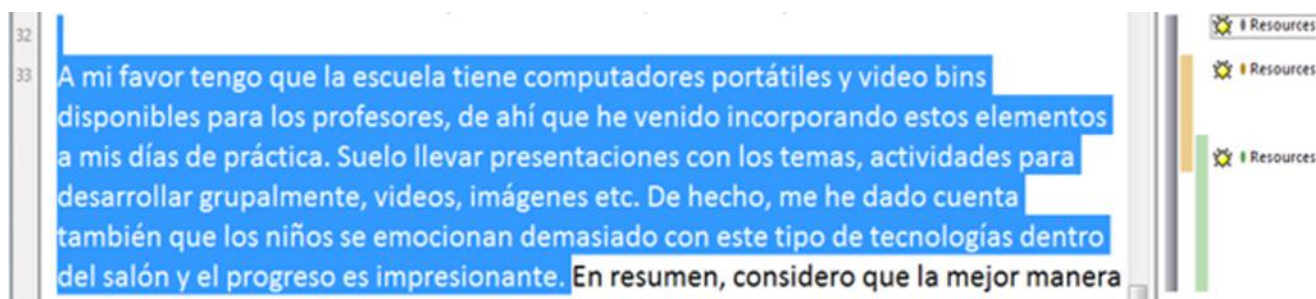 32
Resources
33
A mi favor tengo que la escuela tiene computadores portátiles y video bins
Resources
disponibles para los profesores, de ahí que he venido incorporando estos elementos
a mis días de práctica. Suelo llevar presentaciones con los temas, actividades para
Resources
desarrollar grupalmente, videos, imágenes etc. De hecho, me he dado cuenta
también que los niños se emocionan demasiado con este tipo de tecnologías dentro
del salón y el progreso es impresionante. En resumen, considero que la mejor manera